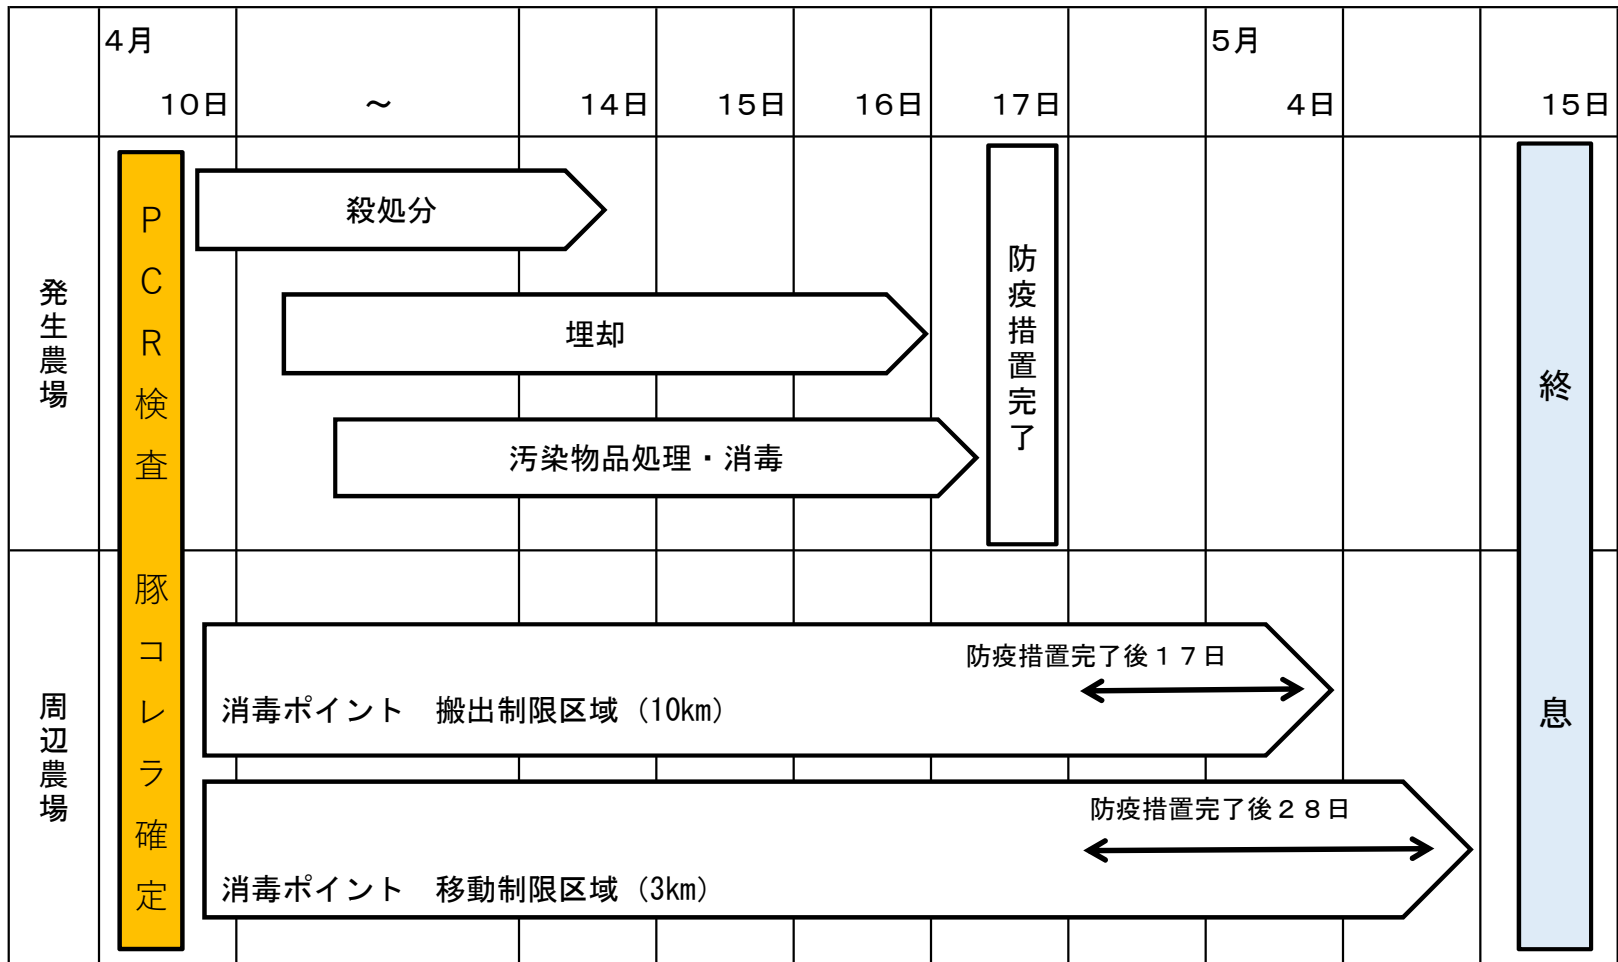 4月
5月
10日
～
14日
15日
16日
17日
4日
15日
発生農場
周辺農場
PCR検査 豚コレラ確定
殺処分
埋却
汚染物品処理・消毒
防疫措置完了
終息
防疫措置完了後17日
消毒ポイント 搬出制限区域（10km）
防疫措置完了後28日
消毒ポイント 移動制限区域（3km）